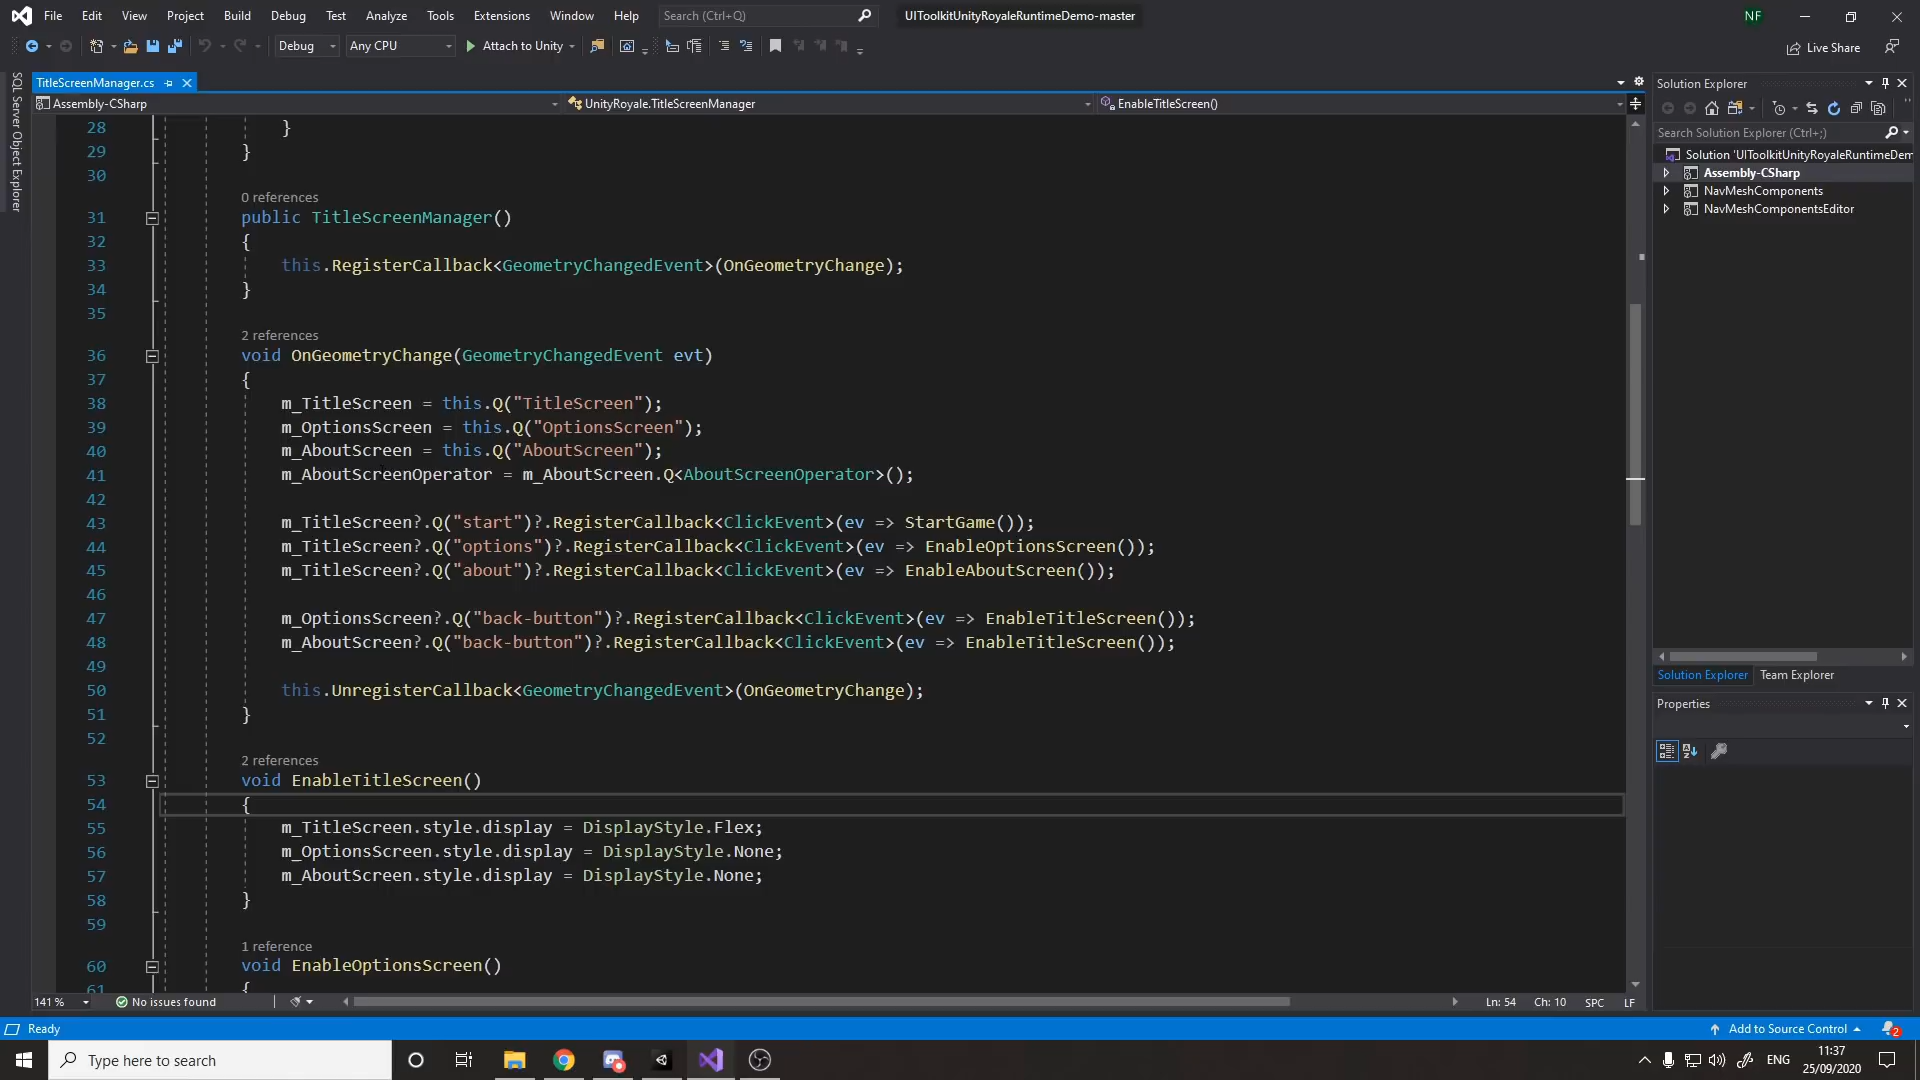 File Edit View Project Build Debug Test Analyze Tools Extensions Window Help Search (Ctrl+Q) UIToolkitUnityRoyaleRuntimeDemo-master NF
Debug Any CPU Attach to Unity Live Share
SQL Server Object Explorer
TitleScreenManager.cs
Assembly-CSharp UnityRoyale.TitleScreenManager EnableTitleScreen()
28 }
29 }
30
0 references
31 public TitleScreenManager()
32 {
33 this.RegisterCallback<GeometryChangedEvent>(OnGeometryChange);
34 }
35
2 references
36 void OnGeometryChange(GeometryChangedEvent evt)
37 {
38 m_TitleScreen = this.Q("TitleScreen");
39 m_OptionsScreen = this.Q("OptionsScreen");
40 m_AboutScreen = this.Q("AboutScreen");
41 m_AboutScreenOperator = m_AboutScreen.Q<AboutScreenOperator>();
42
43 m_TitleScreen?.Q("start")?.RegisterCallback<ClickEvent>(ev => StartGame());
44 m_TitleScreen?.Q("options")?.RegisterCallback<ClickEvent>(ev => EnableOptionsScreen());
45 m_TitleScreen?.Q("about")?.RegisterCallback<ClickEvent>(ev => EnableAboutScreen());
46
47 m_OptionsScreen?.Q("back-button")?.RegisterCallback<ClickEvent>(ev => EnableTitleScreen());
48 m_AboutScreen?.Q("back-button")?.RegisterCallback<ClickEvent>(ev => EnableTitleScreen());
49
50 this.UnregisterCallback<GeometryChangedEvent>(OnGeometryChange);
51 }
52
2 references
53 void EnableTitleScreen()
54 {
55 m_TitleScreen.style.display = DisplayStyle.Flex;
56 m_OptionsScreen.style.display = DisplayStyle.None;
57 m_AboutScreen.style.display = DisplayStyle.None;
58 }
59
1 reference
60 void EnableOptionsScreen()
61 {
141 % No issues found Ln: 54 Ch: 10 SPC LF
Solution Explorer
Search Solution Explorer (Ctrl+;)
Solution 'UIToolkitUnityRoyaleRuntimeDem
Assembly-CSharp
NavMeshComponents
NavMeshComponentsEditor
Solution Explorer Team Explorer
Properties
Ready Add to Source Control 2
Type here to search ENG 11:37
25/09/2020